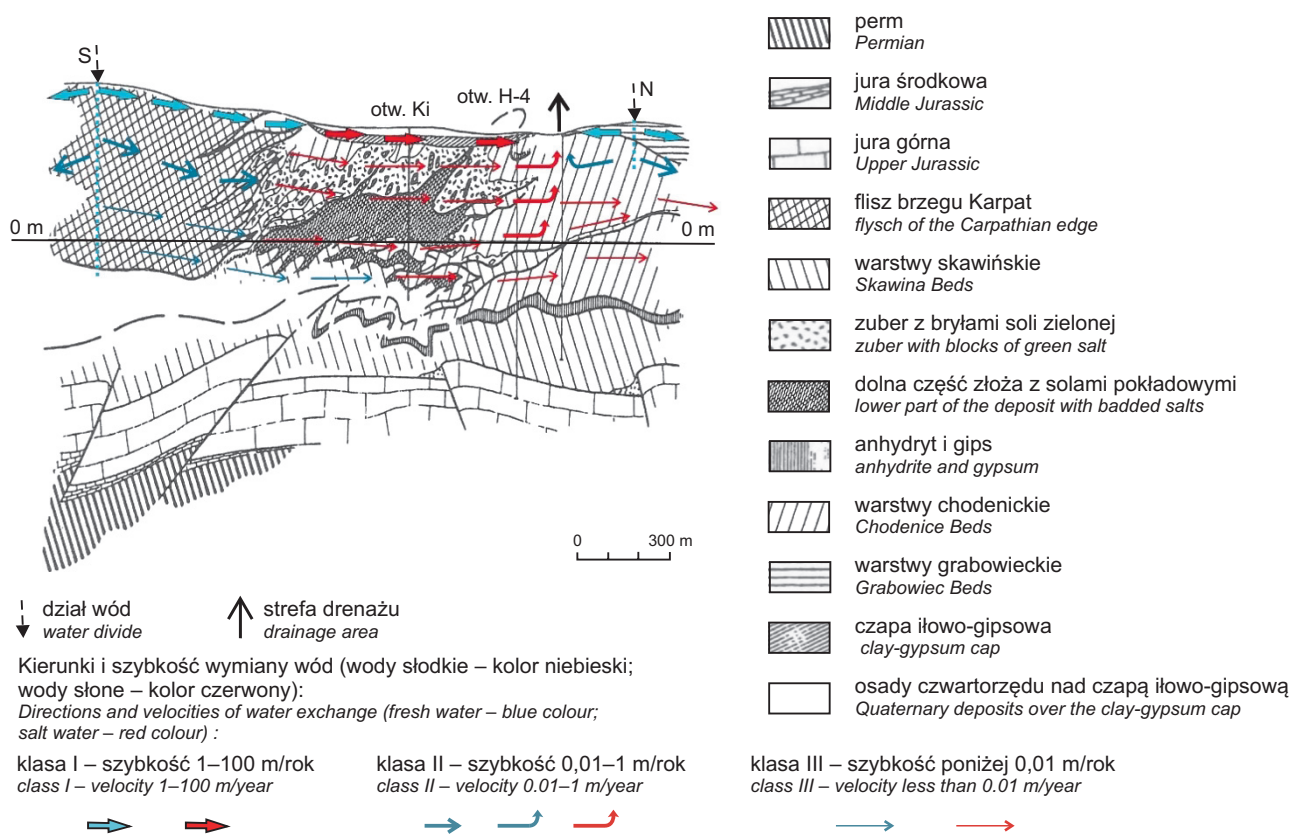 S
otw. Ki
otw. H-4
N
0 m
0 m
0
300 m
perm
Permian
jura środkowa
Middle Jurassic
jura górna
Upper Jurassic
flisz brzegu Karpat
flysch of the Carpathian edge
warstwy skawińskie
Skawina Beds
zuber z bryłami soli zielonej
zuber with blocks of green salt
dolna część złoża z solami pokładowymi
lower part of the deposit with badded salts
anhydryt i gips
anhydrite and gypsum
warstwy chodenickie
Chodenice Beds
warstwy grabowieckie
Grabowiec Beds
czapa iłowo-gipsowa
clay-gypsum cap
osady czwartorzędu nad czapą iłowo-gipsową
Quaternary deposits over the clay-gypsum cap
dział wód
water divide
strefa drenażu
drainage area
Kierunki i szybkość wymiany wód (wody słodkie – kolor niebieski;
wody słone – kolor czerwony):
Directions and velocities of water exchange (fresh water – blue colour;
salt water – red colour) :
klasa I – szybkość 1–100 m/rok
class I – velocity 1–100 m/year
klasa II – szybkość 0,01–1 m/rok
class II – velocity 0.01–1 m/year
klasa III – szybkość poniżej 0,01 m/rok
class III – velocity less than 0.01 m/year